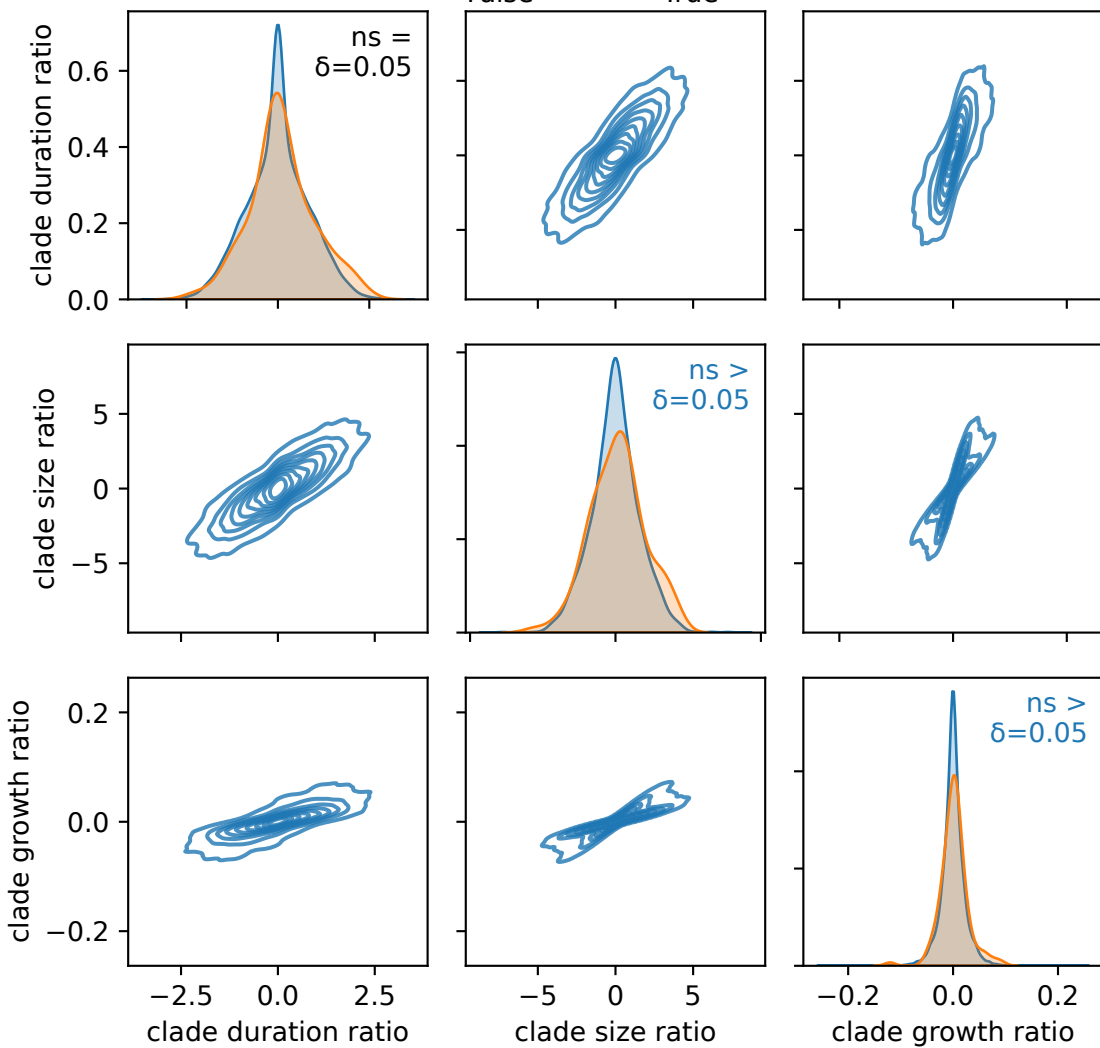 ns =
δ=0.05
clade duration ratio
0.6
0.4
0.2
0.0
ns >
δ=0.05
clade size ratio
5
0
−5
ns >
δ=0.05
clade growth ratio
0.2
0.0
−0.2
−2.5 0.0 2.5
−5 0 5
−0.2 0.0 0.2
clade duration ratio
clade size ratio
clade growth ratio